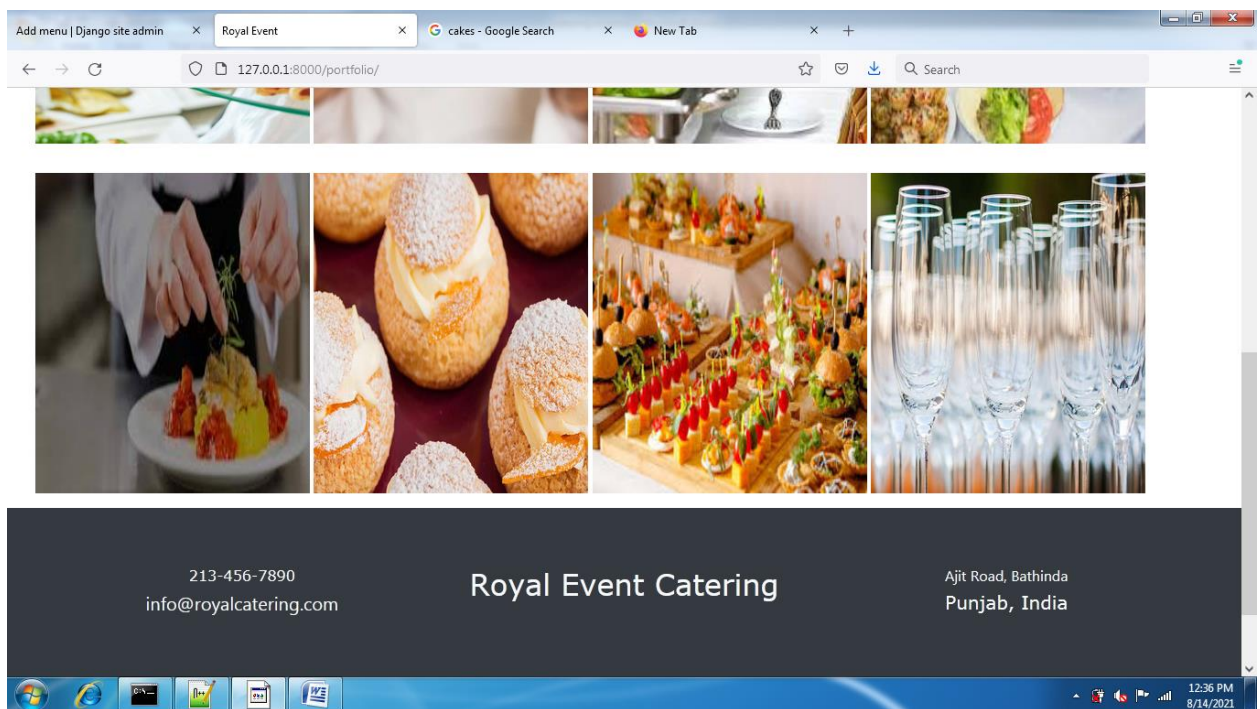 Add menu | Django site admin
Royal Event
cakes - Google Search
New Tab
127.0.0.1:8000/portfolio/
Search
213-456-7890
info@royalcatering.com
Royal Event Catering
Ajit Road, Bathinda
Punjab, India
12:36 PM
8/14/2021